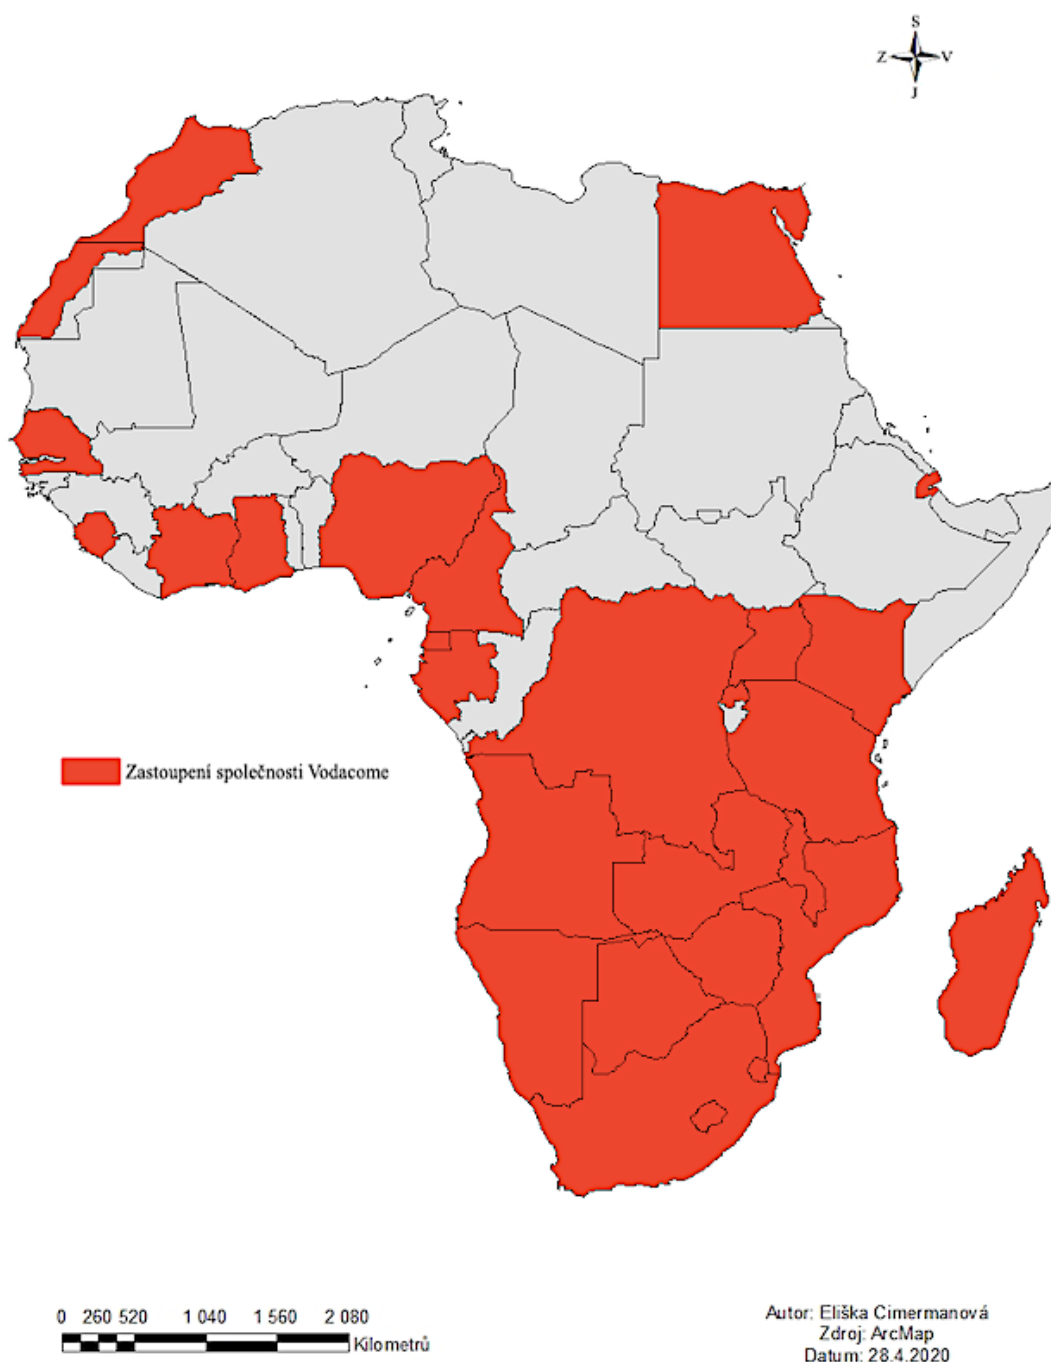 S
Z V
J
Zastoupení společnosti Vodacome
0 260 520 1 040 1 560 2 080
Kilometrů
Autor: Eliška Cimermanová
Zdroj: ArcMap
Datum: 28.4.2020